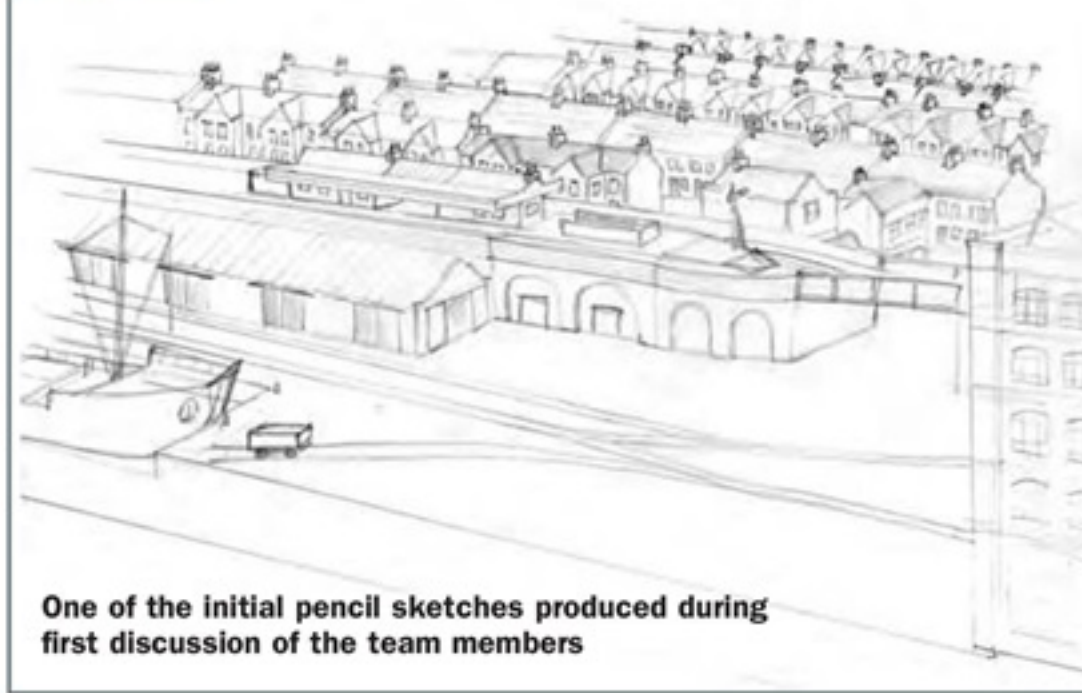 One of the initial pencil sketches produced during
first discussion of the team members